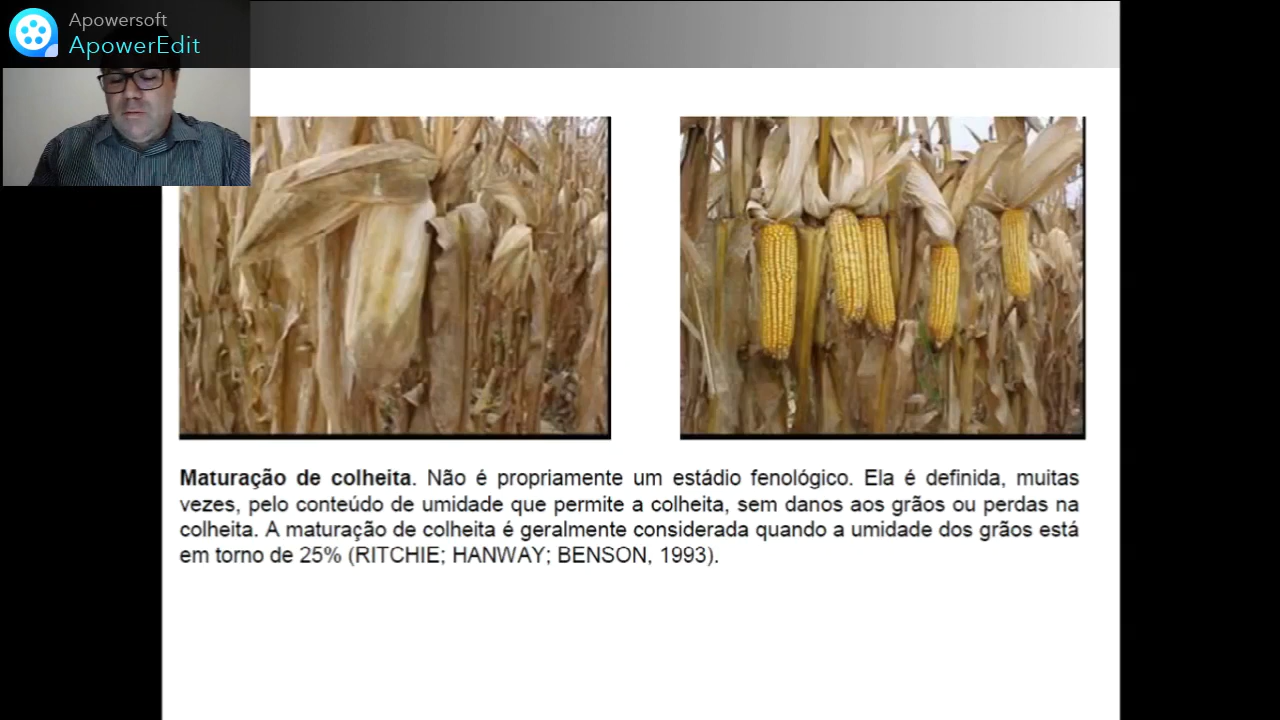 Apowersoft
ApowerEdit
Maturação de colheita. Não é propriamente um estádio fenológico. Ela é definida, muitas
vezes, pelo conteúdo de umidade que permite a colheita, sem danos aos grãos ou perdas na
colheita. A maturação de colheita é geralmente considerada quando a umidade dos grãos está
em torno de 25% (RITCHIE; HANWAY; BENSON, 1993).